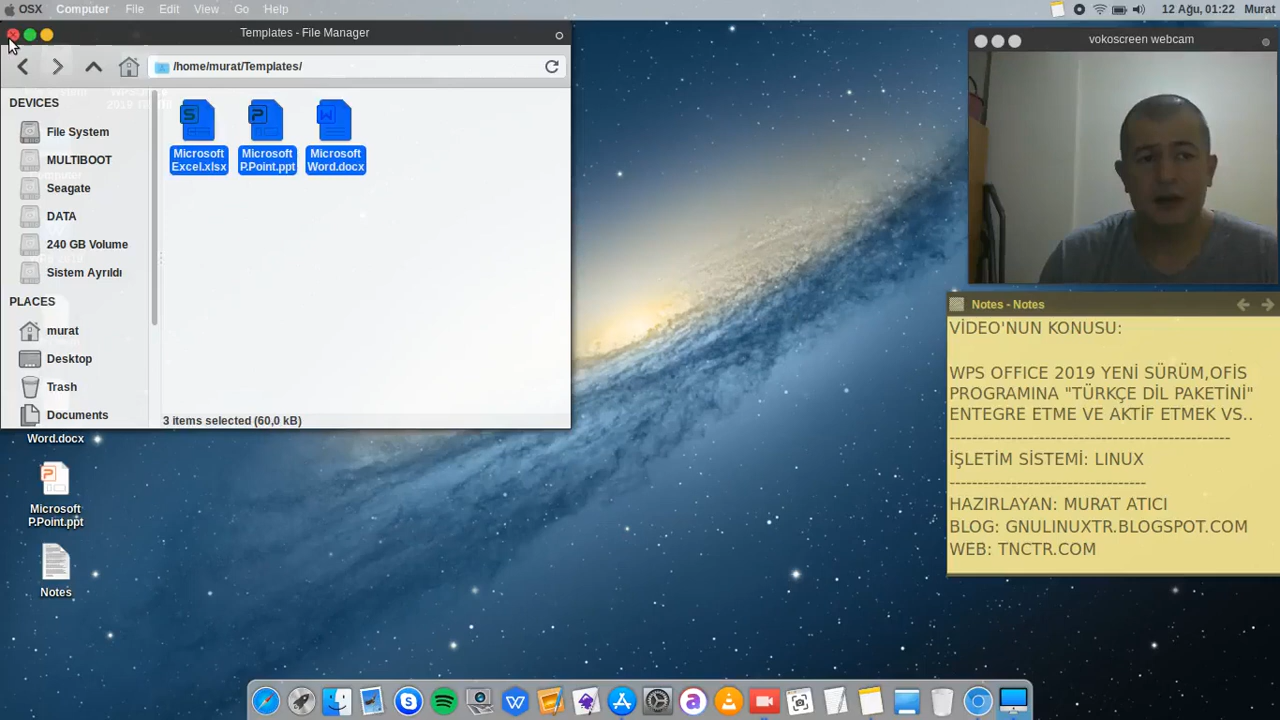 OSX Computer File Edit View Go Help
12 Ağu, 01:22 Murat
Templates - File Manager
/home/murat/Templates/
DEVICES
File System
MULTIBOOT
Seagate
DATA
240 GB Volume
Sistem Ayrıldı
PLACES
murat
Desktop
Trash
Documents
Microsoft
Excel.xlsx
Microsoft
P.Point.ppt
Microsoft
Word.docx
3 items selected (60,0 kB)
Word.docx
Microsoft
P.Point.ppt
Notes
vokoscreen webcam
Notes - Notes
VİDEO'NUN KONUSU:
WPS OFFICE 2019 YENİ SÜRÜM,OFİS
PROGRAMINA "TÜRKÇE DİL PAKETİNİ"
ENTEGRE ETME VE AKTİF ETMEK VS..
-------------------------------------------------
İŞLETİM SİSTEMİ: LINUX
----------------------------------
HAZIRLAYAN: MURAT ATICI
BLOG: GNULINUXTR.BLOGSPOT.COM
WEB: TNCTR.COM